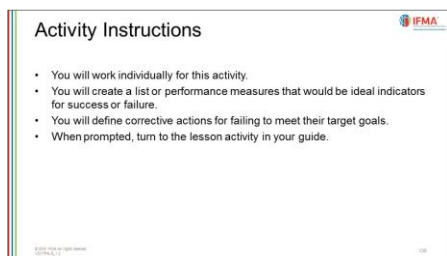 Activity Instructions
IFMA
• You will work individually for this activity.
• You will create a list or performance measures that would be ideal indicators
for success or failure.
• You will define corrective actions for failing to meet their target goals.
• When prompted, turn to the lesson activity in your guide.